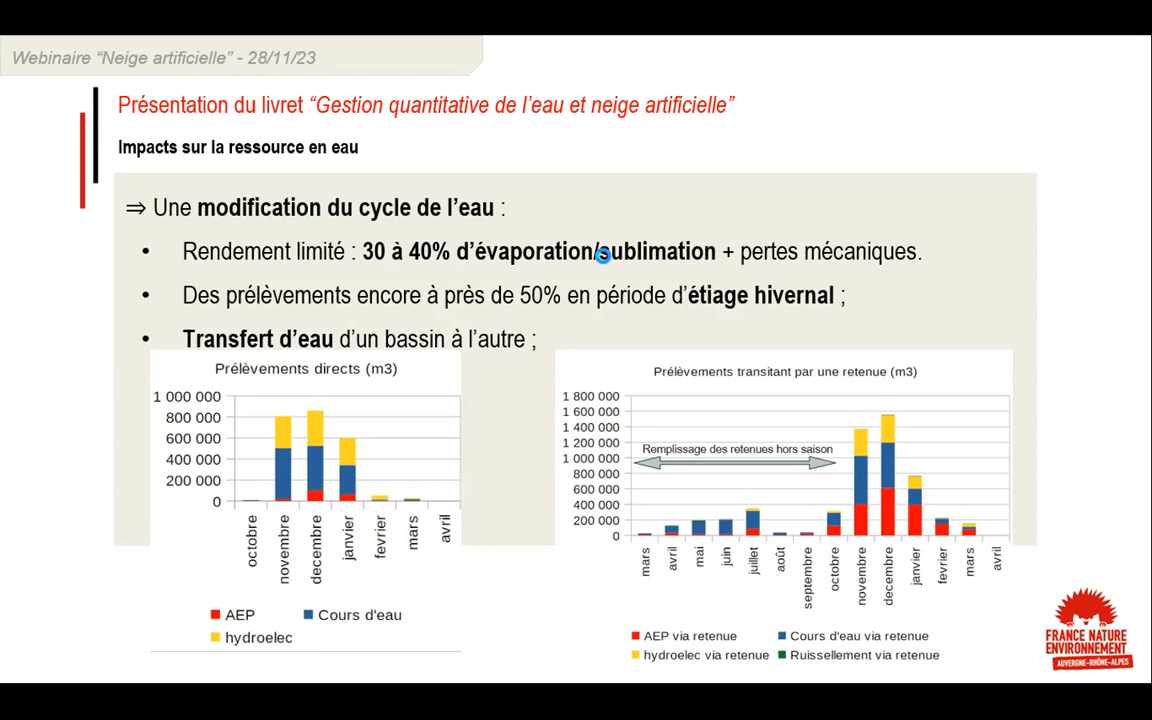 Webinaire “Neige artificielle” - 28/11/23
Présentation du livret “Gestion quantitative de l’eau et neige artificielle”
Impacts sur la ressource en eau
⇒ Une modification du cycle de l’eau :
• Rendement limité : 30 à 40% d’évaporation/sublimation + pertes mécaniques.
• Des prélèvements encore à près de 50% en période d’étiage hivernal ;
• Transfert d’eau d’un bassin à l’autre ;
Prélèvements directs (m3)
1 000 000
800 000
600 000
400 000
200 000
0
octobre
novembre
decembre
janvier
fevrier
mars
avril
AEP
Cours d'eau
hydroelec
Prélèvements transitant par une retenue (m3)
1 800 000
1 600 000
1 400 000
1 200 000
1 000 000
800 000
600 000
400 000
200 000
0
Remplissage des retenues hors saison
mars
avril
mai
juin
juillet
août
septembre
octobre
novembre
decembre
janvier
fevrier
mars
avril
AEP via retenue
Cours d'eau via retenue
hydroelec via retenue
Ruissellement via retenue
FRANCE NATURE
ENVIRONNEMENT
AUVERGNE-RHÔNE-ALPES